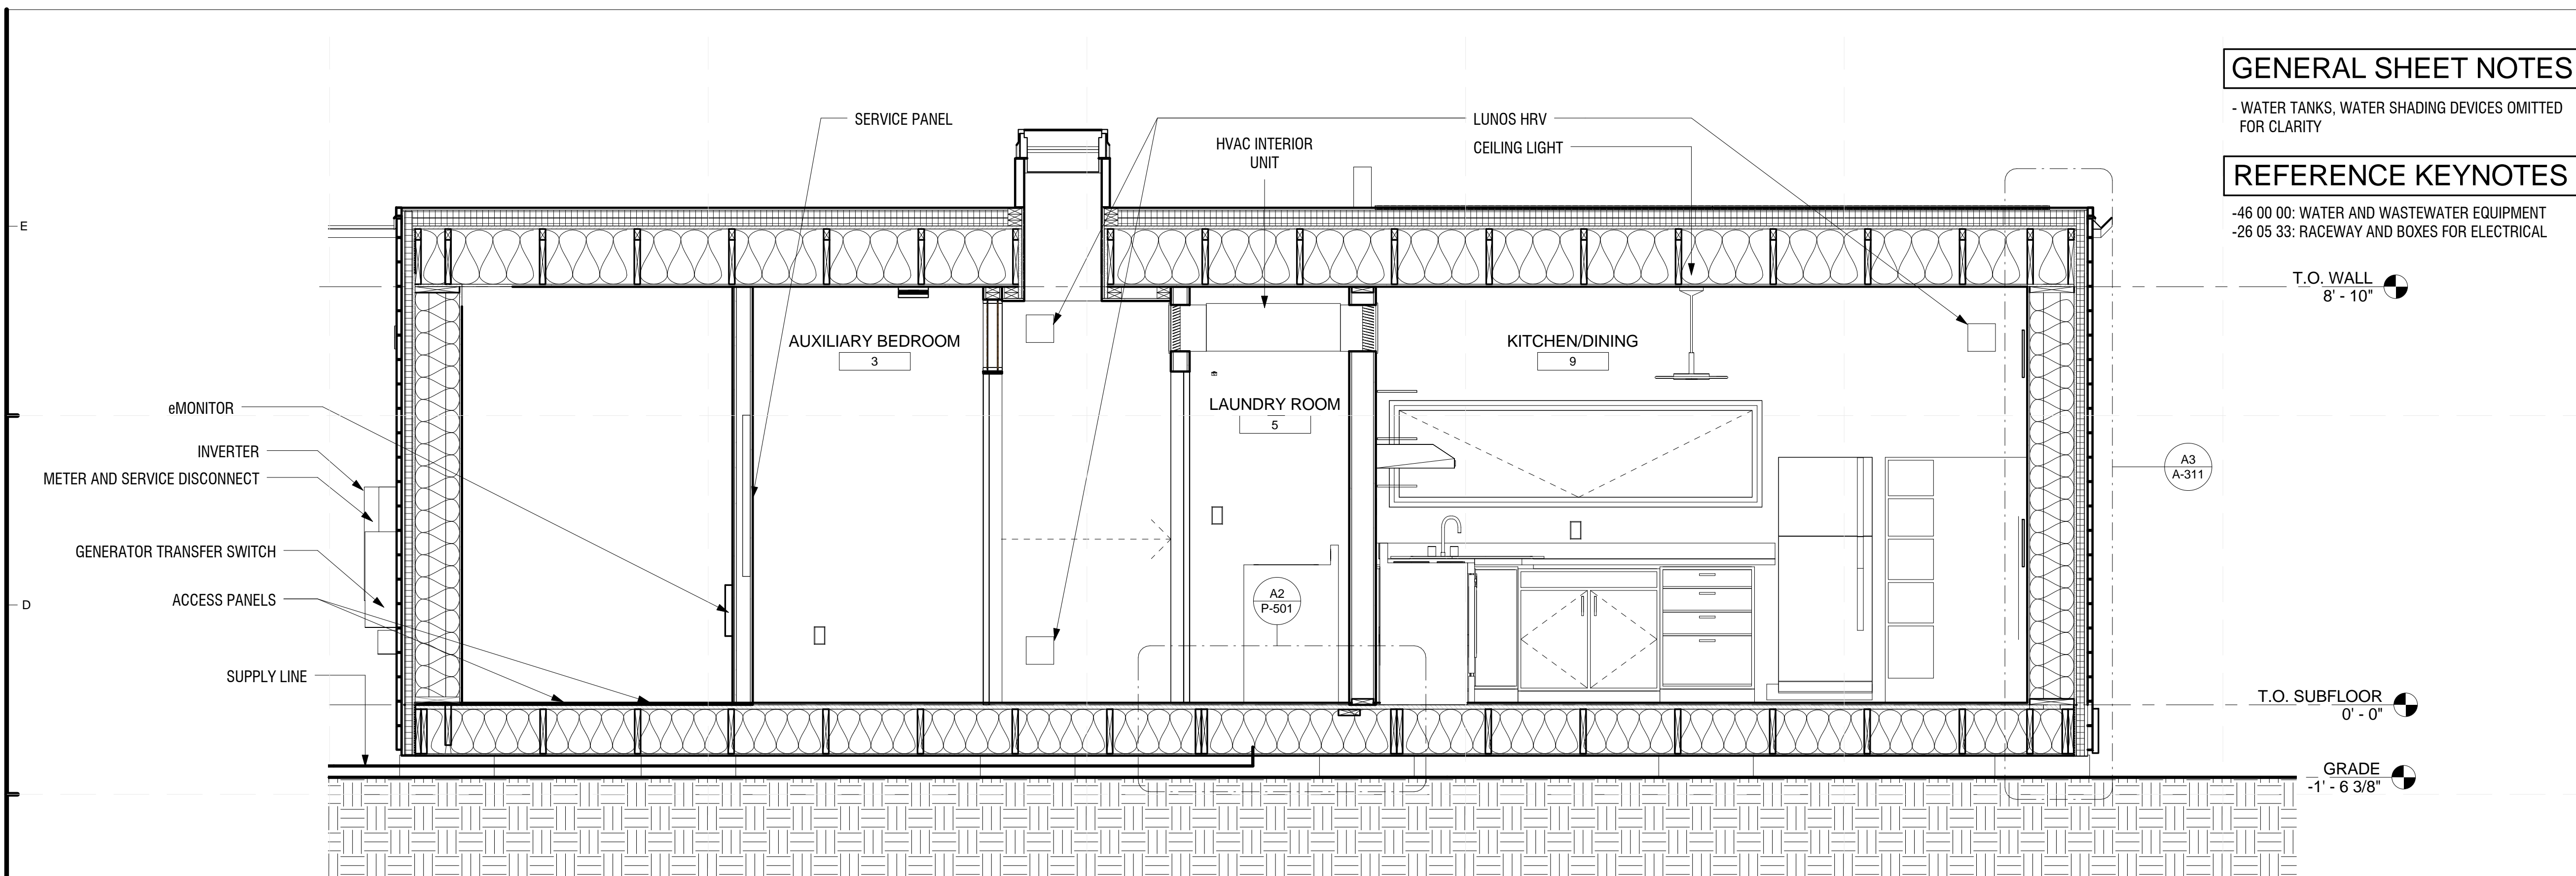 GENERAL SHEET NOTES
- WATER TANKS, WATER SHADING DEVICES OMITTED
FOR CLARITY
REFERENCE KEYNOTES
-46 00 00: WATER AND WASTEWATER EQUIPMENT
-26 05 33: RACEWAY AND BOXES FOR ELECTRICAL
SERVICE PANEL
HVAC INTERIOR
UNIT
LUNOS HRV
CEILING LIGHT
E
T.O. WALL
8' - 10"
AUXILIARY BEDROOM
3
KITCHEN/DINING
9
LAUNDRY ROOM
5
eMONITOR
INVERTER
METER AND SERVICE DISCONNECT
GENERATOR TRANSFER SWITCH
ACCESS PANELS
SUPPLY LINE
A3
A-311
D
A2
P-501
T.O. SUBFLOOR
0' - 0"
GRADE
-1' - 6 3/8"